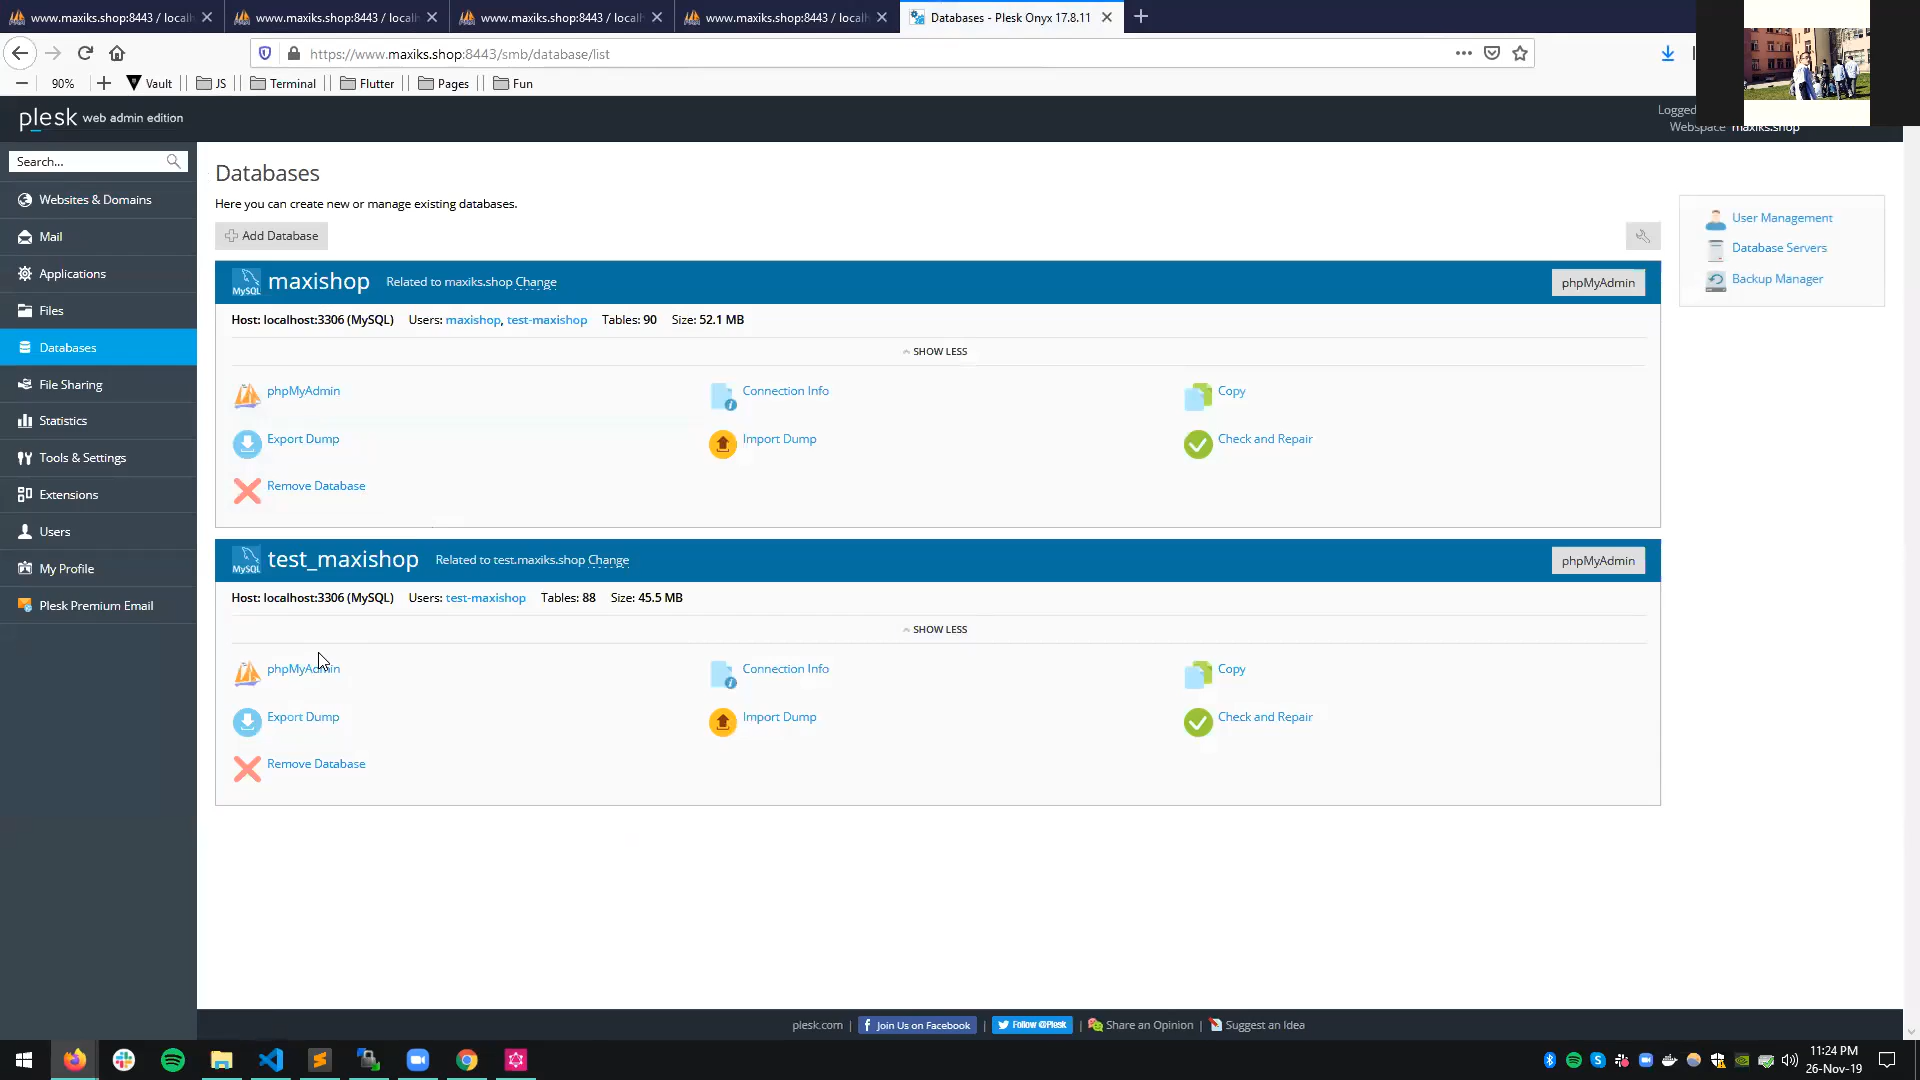 www.maxiks.shop:8443 / local
www.maxiks.shop:8443 / local
www.maxiks.shop:8443 / local
www.maxiks.shop:8443 / local
Databases - Plesk Onyx 17.8.11
https://www.maxiks.shop:8443/smb/database/list
90% Vault JS Terminal Flutter Pages Fun
plesk web admin edition
Logged
Webspace maxiks.shop
Search...
Websites & Domains
Mail
Applications
Files
Databases
File Sharing
Statistics
Tools & Settings
Extensions
Users
My Profile
Plesk Premium Email
Databases
Here you can create new or manage existing databases.
Add Database
MySQL maxishop Related to maxiks.shop Change phpMyAdmin
Host: localhost:3306 (MySQL) Users: maxishop, test-maxishop Tables: 90 Size: 52.1 MB
SHOW LESS
phpMyAdmin Connection Info Copy
Export Dump Import Dump Check and Repair
Remove Database
MySQL test_maxishop Related to test.maxiks.shop Change phpMyAdmin
Host: localhost:3306 (MySQL) Users: test-maxishop Tables: 88 Size: 45.5 MB
SHOW LESS
phpMyAdmin Connection Info Copy
Export Dump Import Dump Check and Repair
Remove Database
User Management
Database Servers
Backup Manager
plesk.com | Join Us on Facebook | Follow @Plesk | Share an Opinion | Suggest an Idea
11:24 PM
26-Nov-19